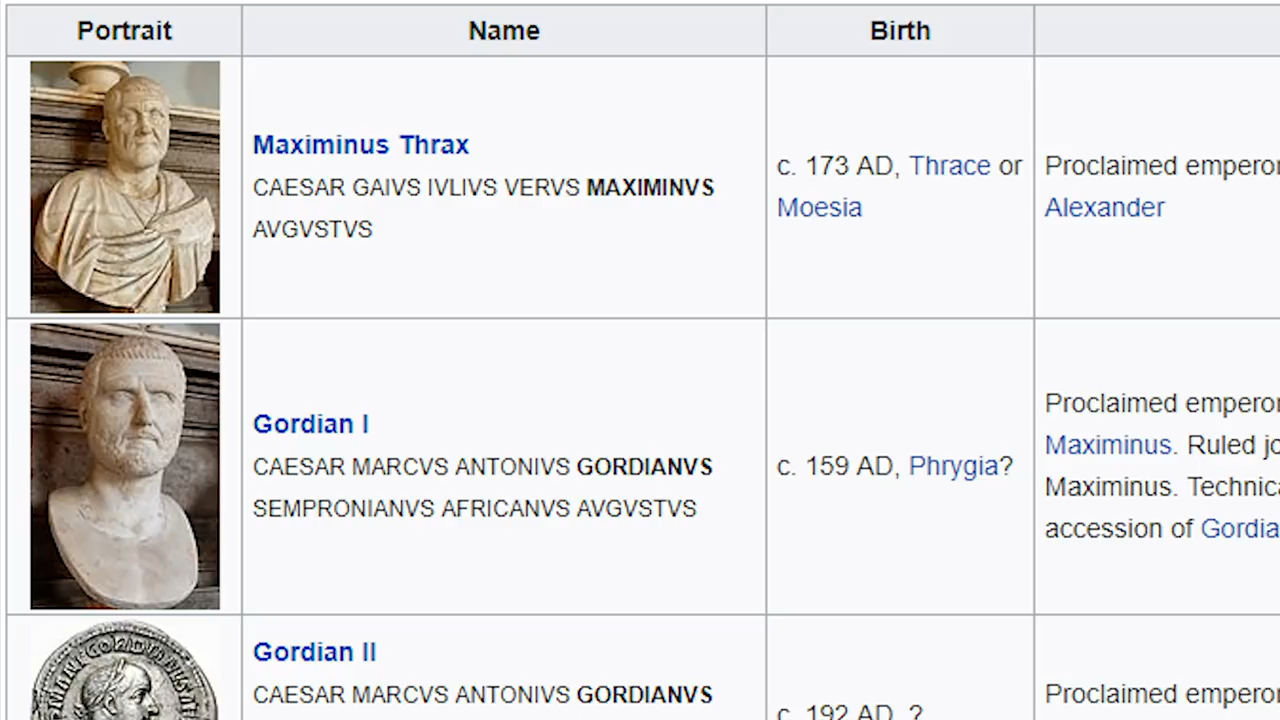 Portrait Name Birth
Maximinus Thrax
CAESAR GAIVS IVLIVS VERVS MAXIMINVS
AVGVSTVS
c. 173 AD, Thrace or
Moesia
Proclaimed emperor
Alexander
Gordian I
CAESAR MARCVS ANTONIVS GORDIANVS
SEMPRONIANVS AFRICANVS AVGVSTVS
c. 159 AD, Phrygia?
Proclaimed emperor
Maximinus. Ruled jo
Maximinus. Technica
accession of Gordia
Gordian II
CAESAR MARCVS ANTONIVS GORDIANVS
c. 192 AD, ?
Proclaimed emperor